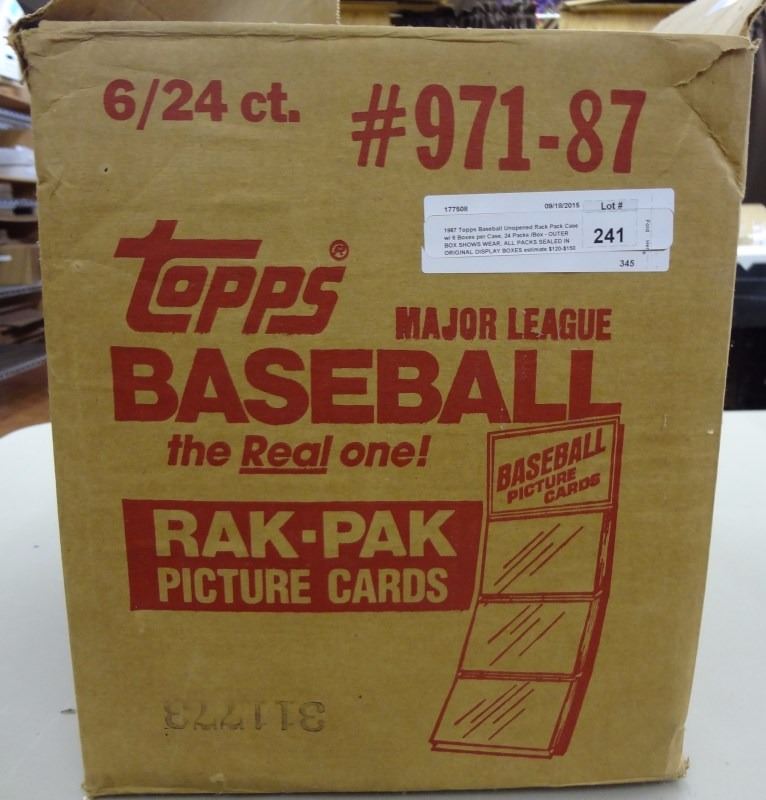 6/24 ct. #971-87
177508 09/18/2015 Lot #
1987 Topps Baseball Unopened Rack Pack Case
w/ 6 Boxes per Case, 24 Packs /Box - OUTER
BOX SHOWS WEAR, ALL PACKS SEALED IN
ORIGINAL DISPLAY BOXES estimate $120-$150
241
345
Topps®
MAJOR LEAGUE
BASEBALL
the Real one!
BASEBALL
PICTURE
CARDS
RAK-PAK
PICTURE CARDS
311773